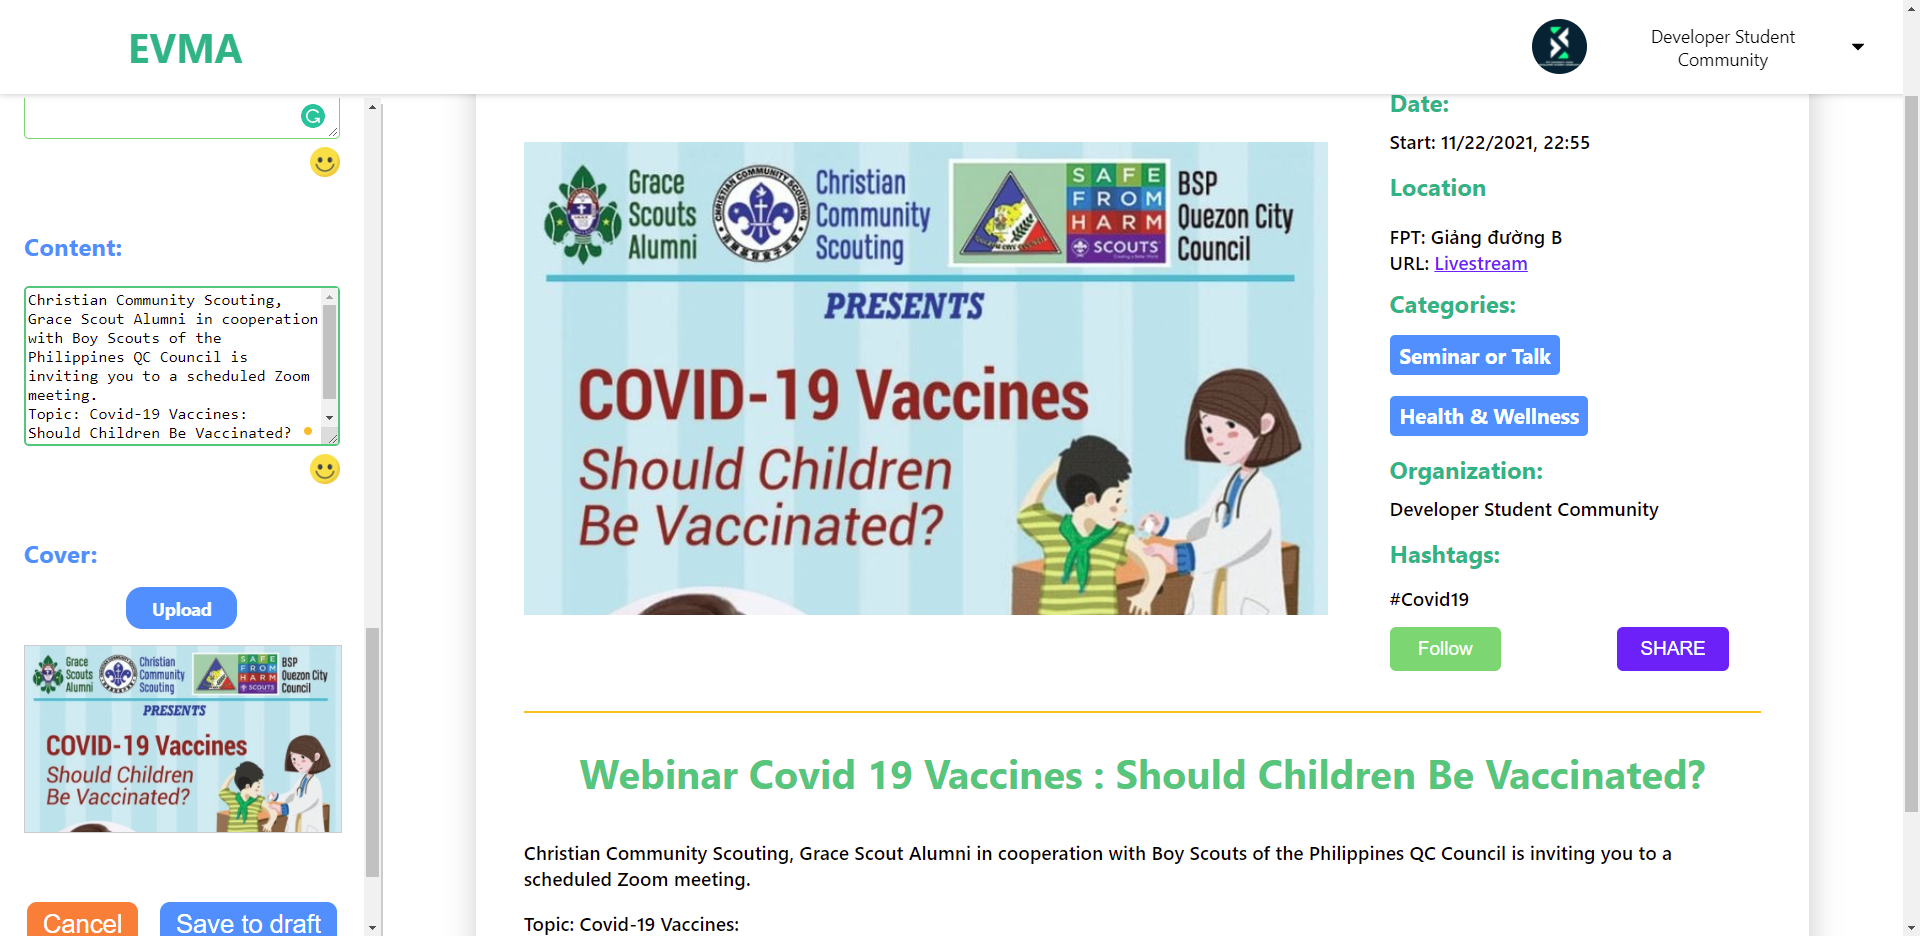 EVMA
Developer Student
Community
Content:
Christian Community Scouting,
Grace Scout Alumni in cooperation
with Boy Scouts of the
Philippines QC Council is
inviting you to a scheduled Zoom
meeting.
Topic: Covid-19 Vaccines:
Should Children Be Vaccinated?
Cover:
Upload
Grace
Scouts
Alumni
Christian
Community
Scouting
SAFE
FROM
HARM
SCOUTS
BSP
Quezon City
Council
PRESENTS
COVID-19 Vaccines
Should Children
Be Vaccinated?
Cancel
Save to draft
Grace
Scouts
Alumni
CHRISTIAN COMMUNITY SCOUTING
Christian
Community
Scouting
SAFE
FROM
HARM
SCOUTS
BSP
Quezon City
Council
PRESENTS
COVID-19 Vaccines
Should Children
Be Vaccinated?
Date:
Start: 11/22/2021, 22:55
Location
FPT: Giảng đường B
URL: Livestream
Categories:
Seminar or Talk
Health & Wellness
Organization:
Developer Student Community
Hashtags:
#Covid19
Follow
SHARE
Webinar Covid 19 Vaccines : Should Children Be Vaccinated?
Christian Community Scouting, Grace Scout Alumni in cooperation with Boy Scouts of the Philippines QC Council is inviting you to a
scheduled Zoom meeting.
Topic: Covid-19 Vaccines: